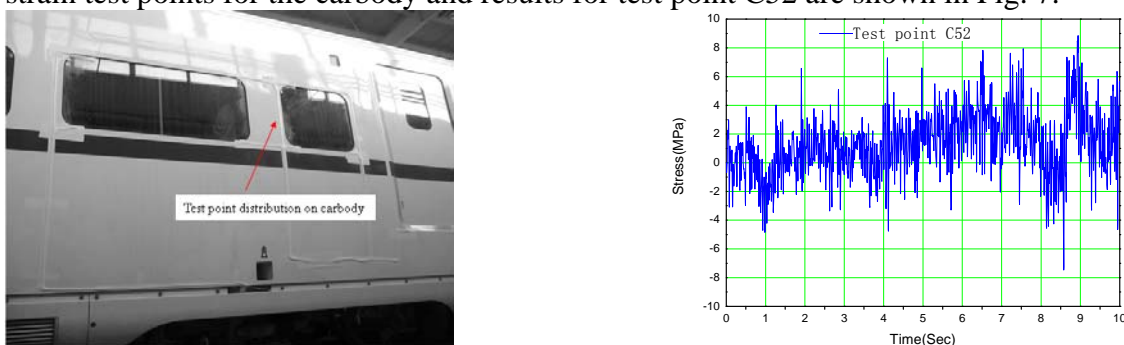 strain test points for the carbody and results for test point C52 are shown in Fig. 7.
Test point distribution on carbody
Test point C52
10
8
6
4
2
0
-2
-4
-6
-8
-10
Stress(MPa)
0 1 2 3 4 5 6 7 8 9 10
Time(Sec)